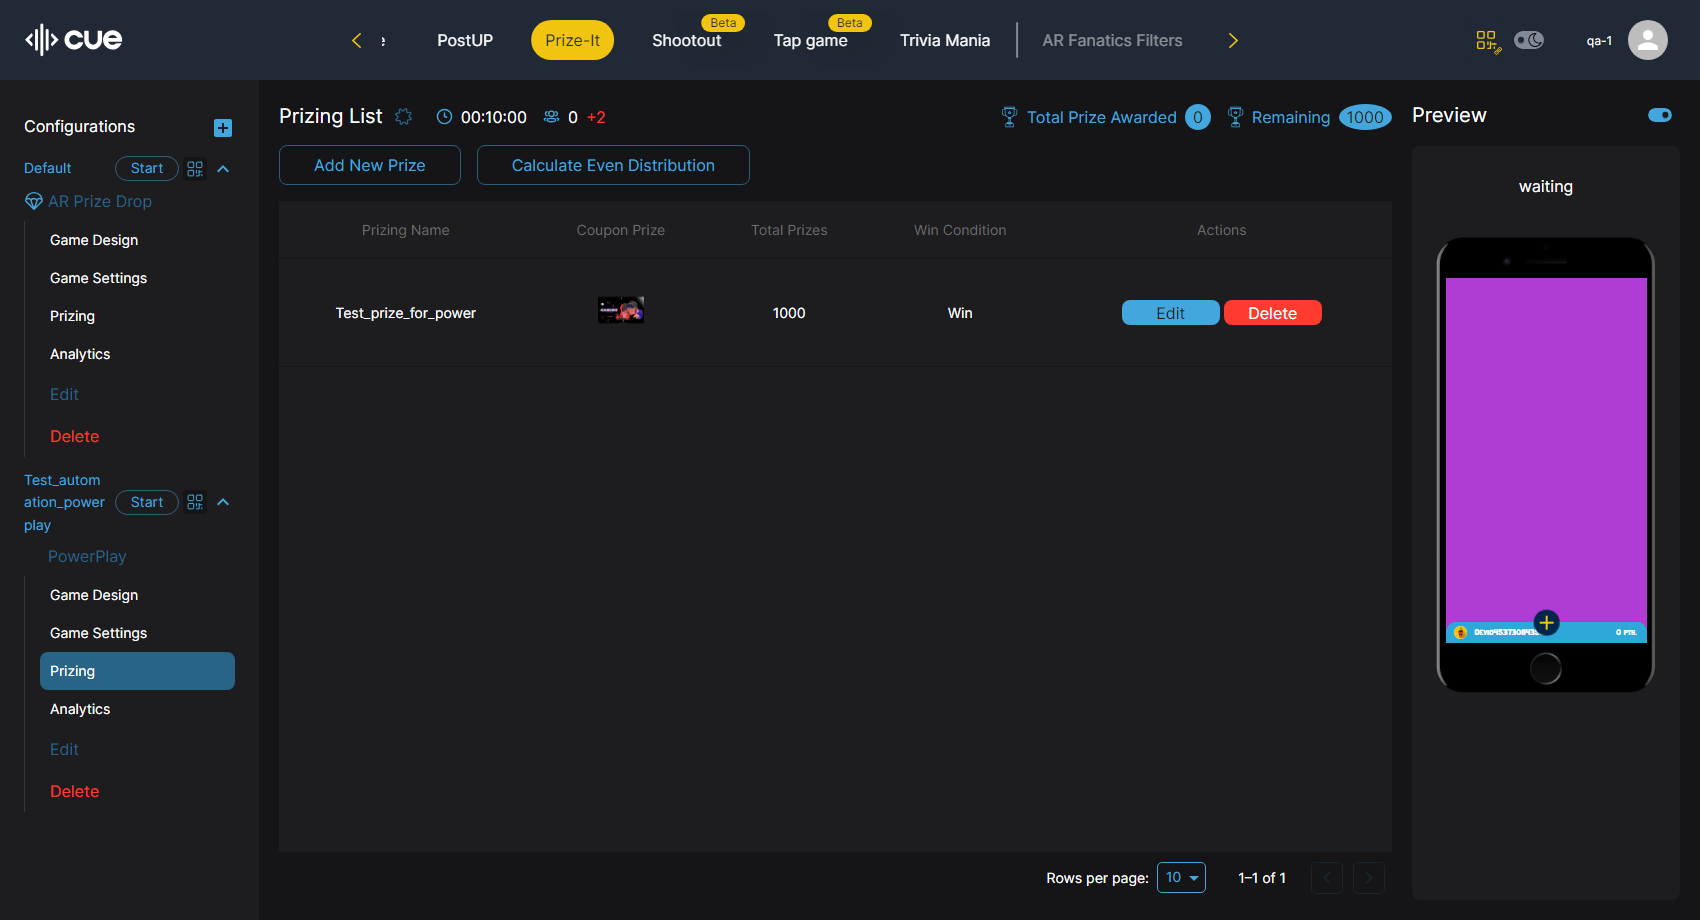 cue
PostUP
Prize-It
Beta
Shootout
Beta
Tap game
Trivia Mania
AR Fanatics Filters
qa-1
Configurations
Default
Start
AR Prize Drop
Game Design
Game Settings
Prizing
Analytics
Edit
Delete
Test_autom
ation_power
play
Start
PowerPlay
Game Design
Game Settings
Prizing
Analytics
Edit
Delete
Prizing List
00:10:00
0 +2
Total Prize Awarded 0
Remaining 1000
Add New Prize
Calculate Even Distribution
Prizing Name Coupon Prize Total Prizes Win Condition Actions
Test_prize_for_power 1000 Win Edit Delete
Rows per page: 10 1–1 of 1
Preview
waiting
0 PTS.